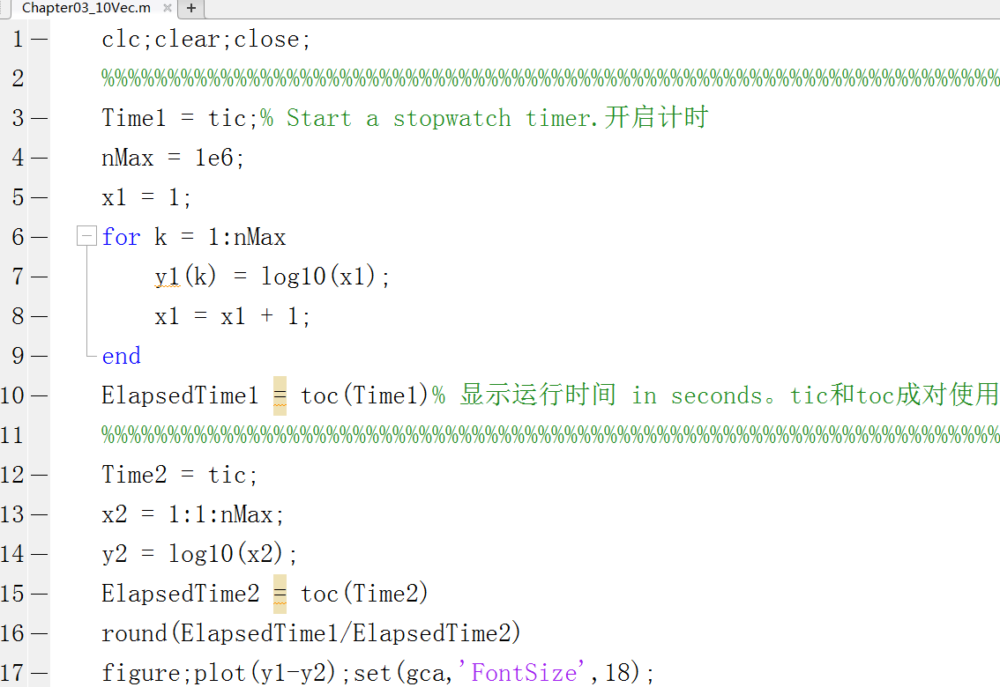 Chapter03_10Vec.m × +
1 — clc;clear;close;
2 %%%%%%%%%%%%%%%%%%%%%%%%%%%%%%%%%%%%%%%%%%%%%%%%%%%%%%%%%%%%%%%%%%%%
3 — Time1 = tic;% Start a stopwatch timer.开启计时
4 — nMax = 1e6;
5 — x1 = 1;
6 — for k = 1:nMax
7 — y1(k) = log10(x1);
8 — x1 = x1 + 1;
9 — end
10 — ElapsedTime1 = toc(Time1)% 显示运行时间 in seconds。tic和toc成对使用
11 %%%%%%%%%%%%%%%%%%%%%%%%%%%%%%%%%%%%%%%%%%%%%%%%%%%%%%%%%%%%%%%%%%%%
12 — Time2 = tic;
13 — x2 = 1:1:nMax;
14 — y2 = log10(x2);
15 — ElapsedTime2 = toc(Time2)
16 — round(ElapsedTime1/ElapsedTime2)
17 — figure;plot(y1-y2);set(gca,'FontSize',18);